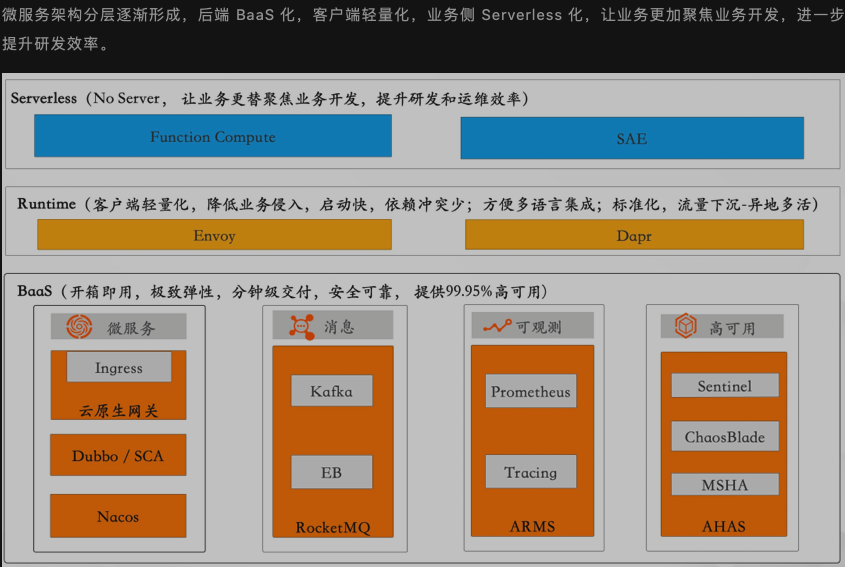 微服务架构分层逐渐形成，后端 BaaS 化，客户端轻量化，业务侧 Serverless 化，让业务更加聚焦业务开发，进一步
提升研发效率。
Serverless（No Server， 让业务更替聚焦业务开发，提升研发和运维效率）
Function Compute
SAE
Runtime（客户端轻量化，降低业务侵入，启动快，依赖冲突少；方便多语言集成；标准化，流量下沉-异地多活）
Envoy
Dapr
BaaS（开箱即用，极致弹性，分钟级交付，安全可靠， 提供99.95%高可用）
微服务
Ingress
云原生网关
Dubbo / SCA
Nacos
消息
Kafka
EB
RocketMQ
可观测
Prometheus
Tracing
ARMS
高可用
Sentinel
ChaosBlade
MSHA
AHAS